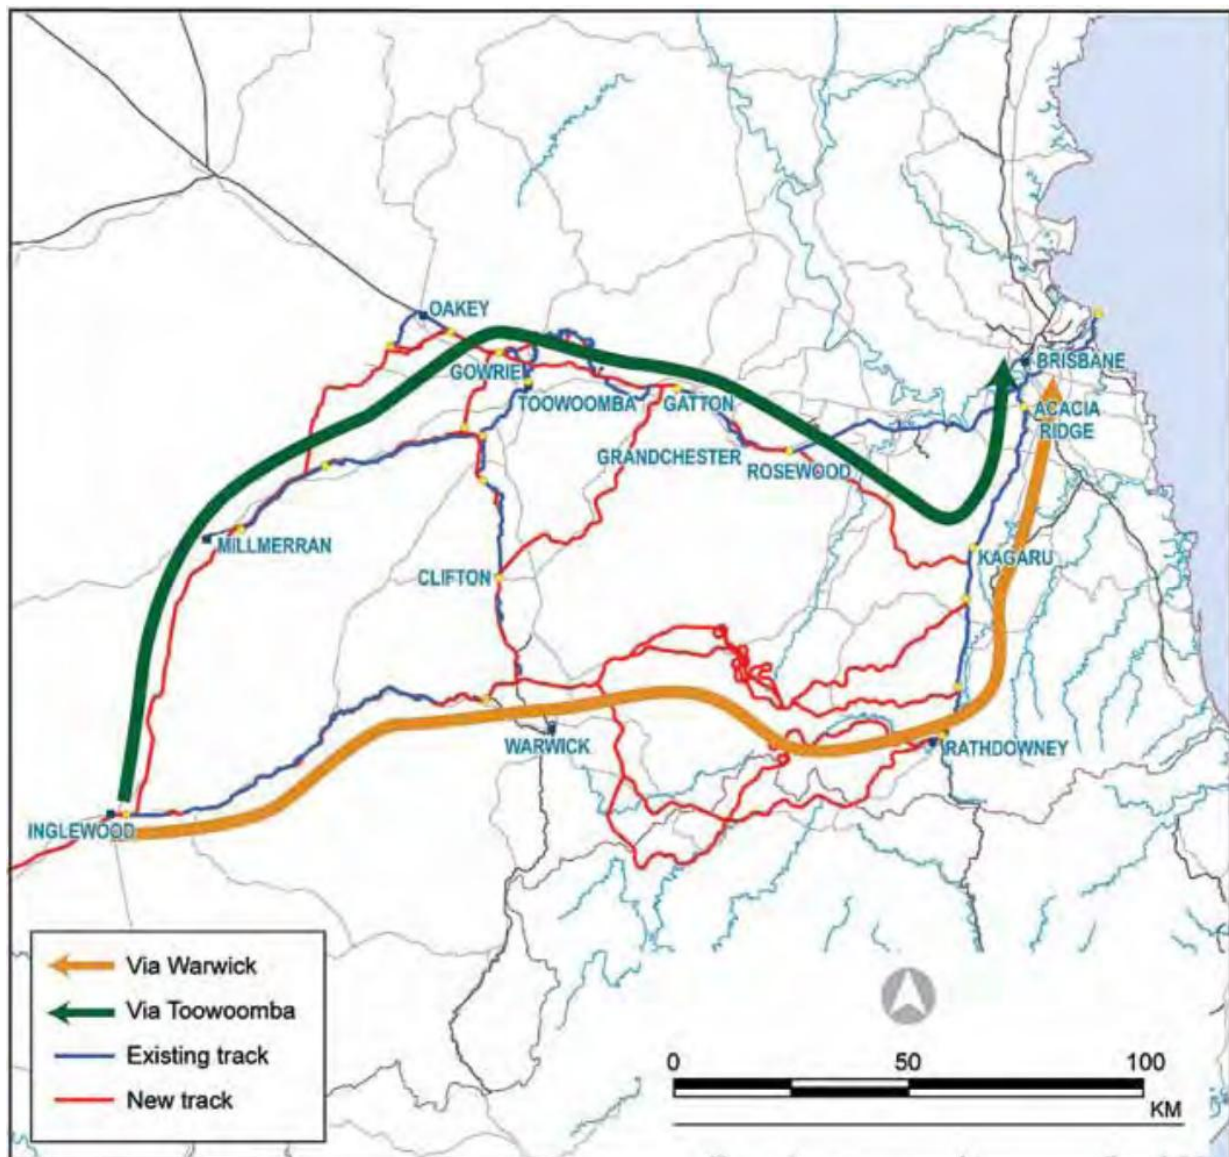 OAKEY
BRISBANE
GOWRIE
TOOWOOMBA
GATTON
ACACIA
RIDGE
GRANDCHESTER
ROSEWOOD
MILLMERRAN
KAGARU
CLIFTON
WARWICK
RATHDOWNEY
INGLEWOOD
Via Warwick
Via Toowoomba
Existing track
New track
0 50 100
KM